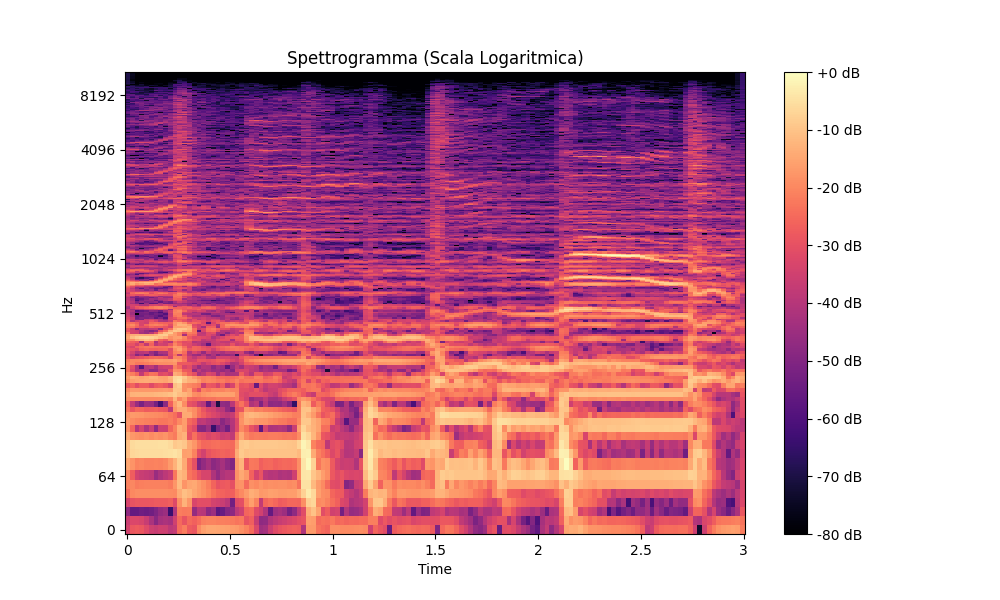 Spettrogramma (Scala Logaritmica)
Hz
8192
4096
2048
1024
512
256
128
64
0
0
0.5
1
1.5
2
2.5
3
Time
+0 dB
-10 dB
-20 dB
-30 dB
-40 dB
-50 dB
-60 dB
-70 dB
-80 dB